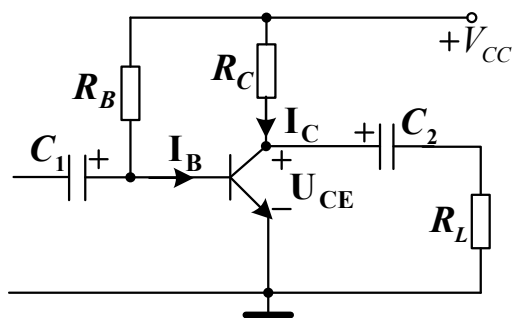 +V_CC
R_B
R_C
C_1
+
I_B
I_C
+
C_2
+
U_CE
−
R_L